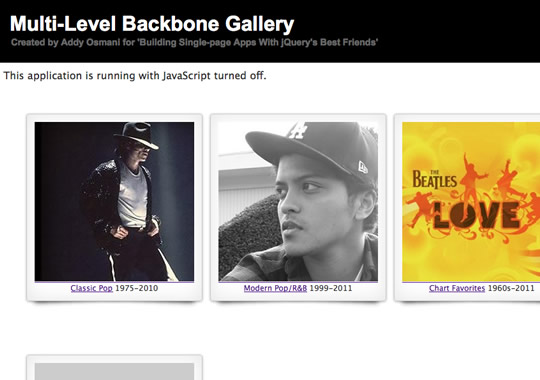 Multi-Level Backbone Gallery
Created by Addy Osmani for 'Building Single-page Apps With jQuery's Best Friends'
This application is running with JavaScript turned off.
LA
THE
BEATLES
LOVE
Classic Pop 1975-2010
Modern Pop/R&B 1999-2011
Chart Favorites 1960s-2011